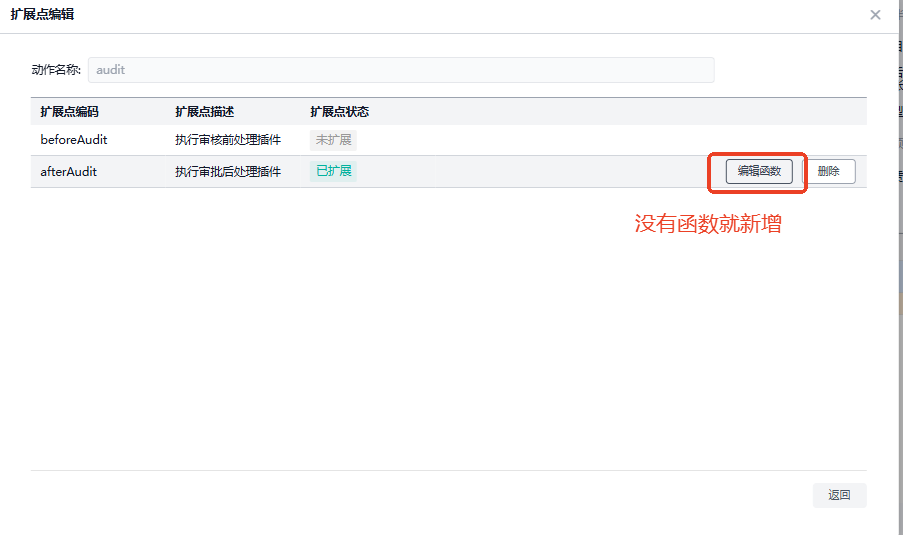 扩展点编辑
动作名称: audit
扩展点编码 扩展点描述 扩展点状态
beforeAudit 执行审核前处理插件 未扩展
afterAudit 执行审批后处理插件 已扩展 编辑函数 删除
没有函数就新增
返回